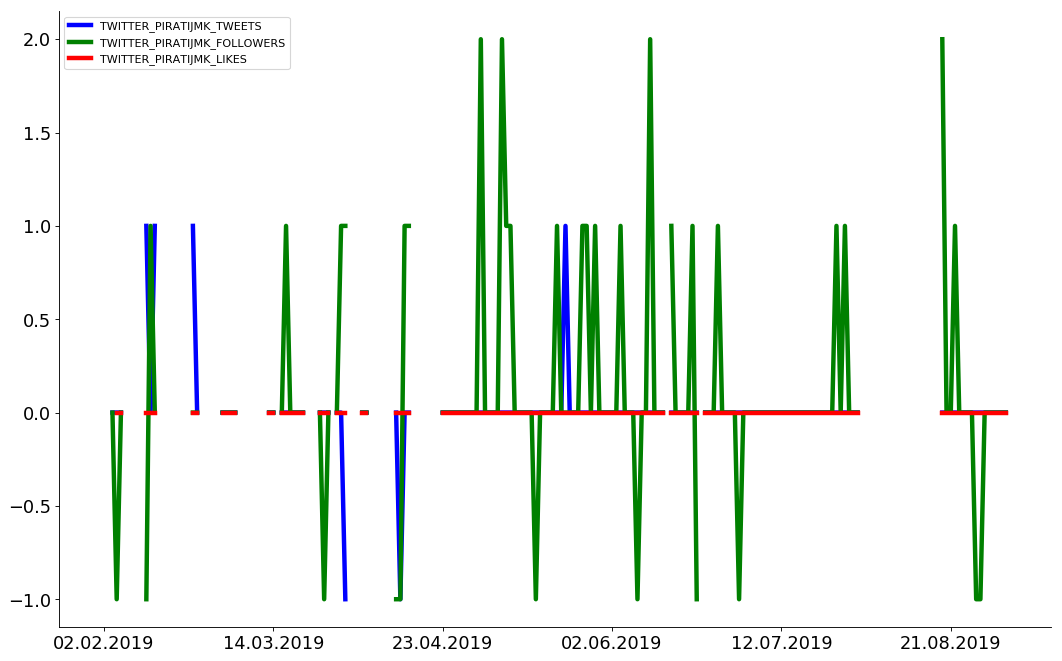 TWITTER_PIRATIJMK_TWEETS
TWITTER_PIRATIJMK_FOLLOWERS
TWITTER_PIRATIJMK_LIKES
2.0
1.5
1.0
0.5
0.0
−0.5
−1.0
02.02.2019 14.03.2019 23.04.2019 02.06.2019 12.07.2019 21.08.2019